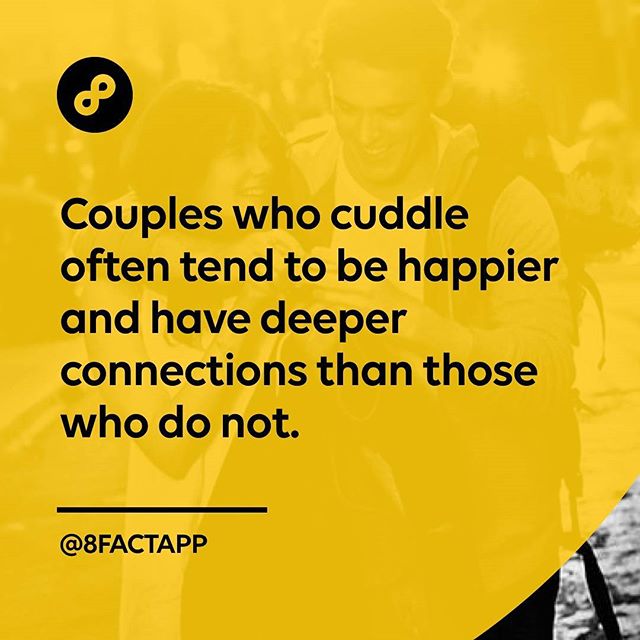 Couples who cuddle
often tend to be happier
and have deeper
connections than those
who do not.
@8FACTAPP